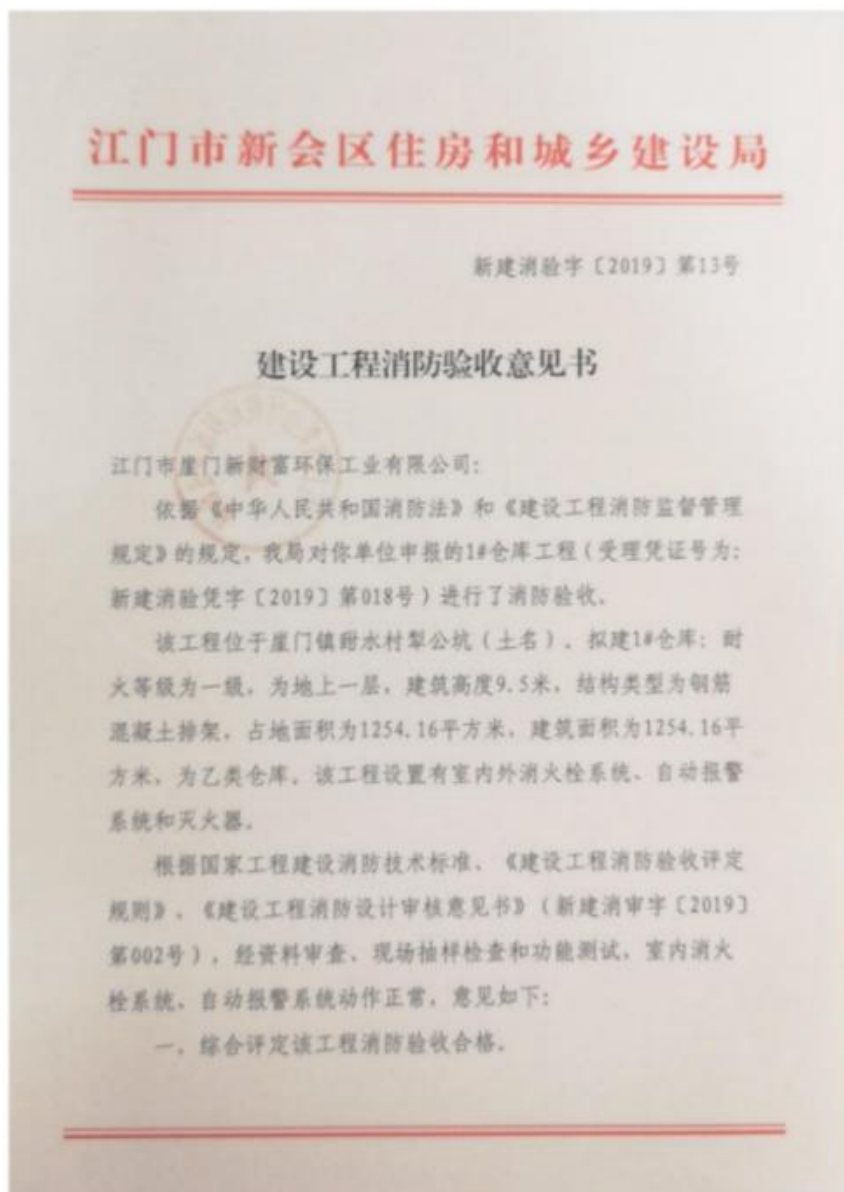 江门市新会区住房和城乡建设局
新建消验字〔2019〕第13号
建设工程消防验收意见书
江门市崖门新财富环保工业有限公司：
依据《中华人民共和国消防法》和《建设工程消防监督管理
规定》的规定，我局对你单位申报的1#仓库工程（受理凭证号为：
新建消验凭字〔2019〕第018号）进行了消防验收。
该工程位于崖门镇甜水村犁公坑（土名），拟建1#仓库：耐
火等级为一级，为地上一层，建筑高度9.5米，结构类型为钢筋
混凝土排架，占地面积为1254.16平方米，建筑面积为1254.16平
方米，为乙类仓库。该工程设置有室内外消火栓系统、自动报警
系统和灭火器。
根据国家工程建设消防技术标准、《建设工程消防验收评定
规则》、《建设工程消防设计审核意见书》（新建消审字〔2019〕
第002号），经资料审查、现场抽样检查和功能测试，室内消火
栓系统、自动报警系统动作正常，意见如下：
一、综合评定该工程消防验收合格。